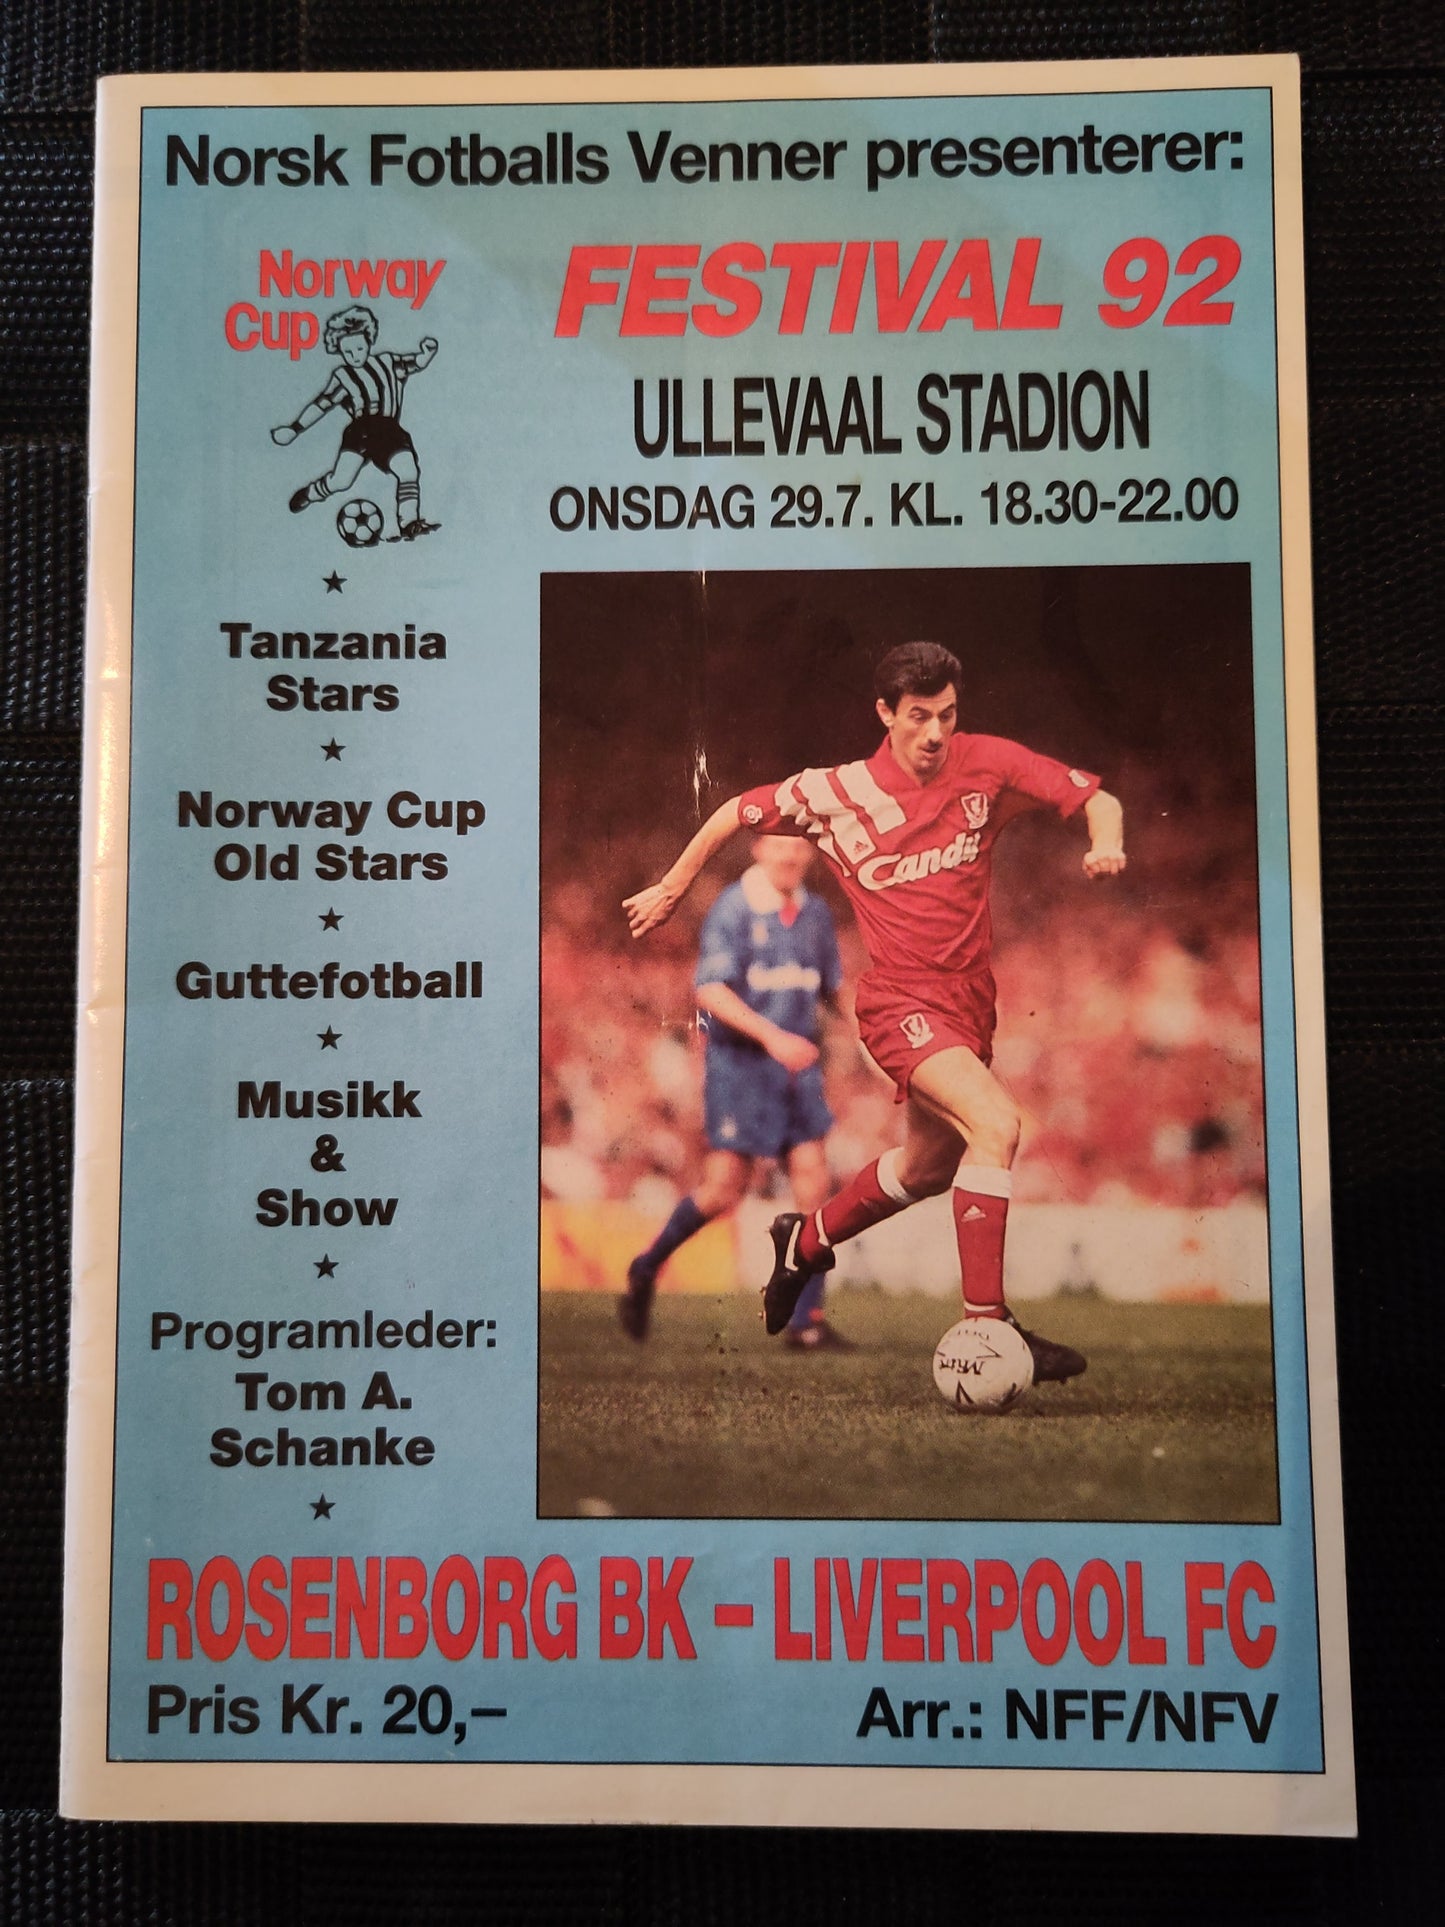 Norsk Fotballs Venner presenterer:
Norway
Cup
FESTIVAL 92
ULLEVAAL STADION
ONSDAG 29.7. KL. 18.30-22.00
★
Tanzania
Stars
★
Norway Cup
Old Stars
★
Guttefotball
★
Musikk
&
Show
★
Programleder:
Tom A.
Schanke
★
Candy
ROSENBORG BK – LIVERPOOL FC
Pris Kr. 20,–
Arr.: NFF/NFV